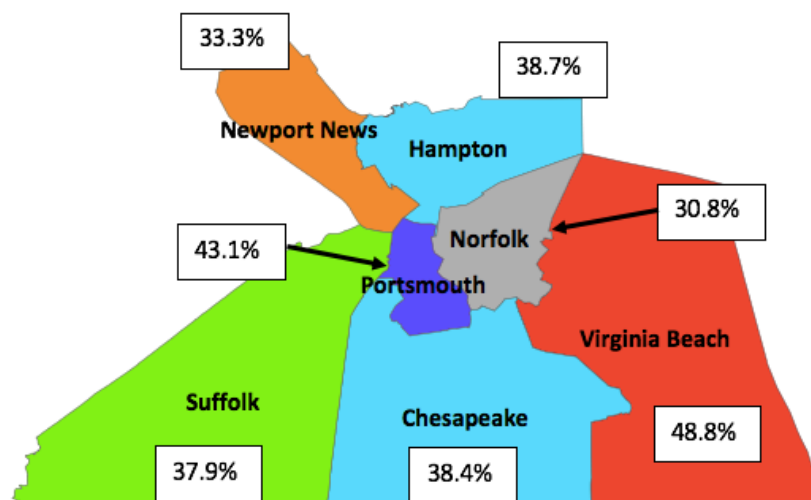 33.3%
38.7%
Newport News
Hampton
30.8%
43.1%
Norfolk
Portsmouth
Virginia Beach
Suffolk
Chesapeake
48.8%
37.9%
38.4%